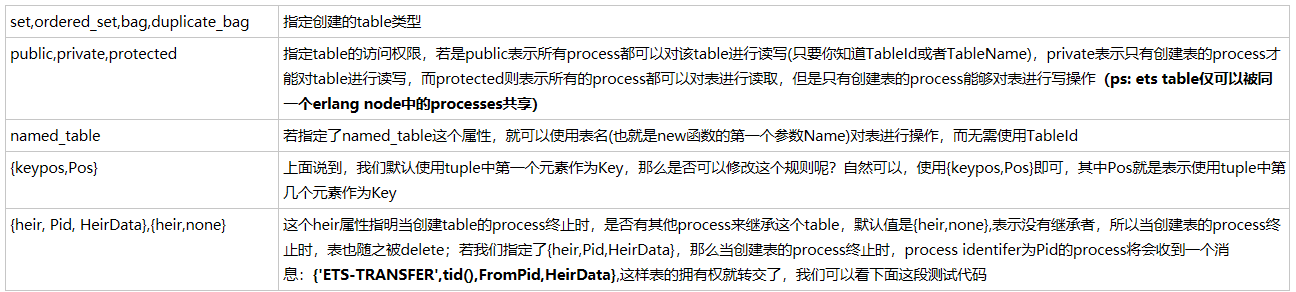 set,ordered_set,bag,duplicate_bag
指定创建的table类型
public,private,protected
指定table的访问权限，若是public表示所有process都可以对该table进行读写(只要你知道TableId或者TableName)，private表示只有创建表的process才
能对table进行读写，而protected则表示所有的process都可以对表进行读取，但是只有创建表的process能够对表进行写操作（ps: ets table仅可以被同
一个erlang node中的processes共享）
named_table
若指定了named_table这个属性，就可以使用表名(也就是new函数的第一个参数Name)对表进行操作，而无需使用TableId
{keypos,Pos}
上面说到，我们默认使用tuple中第一个元素作为Key，那么是否可以修改这个规则呢？自然可以，使用{keypos,Pos}即可，其中Pos就是表示使用tuple中第
几个元素作为Key
{heir, Pid, HeirData},{heir,none}
这个heir属性指明当创建table的process终止时，是否有其他process来继承这个table，默认值是{heir,none},表示没有继承者，所以当创建表的process终
止时，表也随之被delete；若我们指定了{heir,Pid,HeirData}，那么当创建表的process终止时，process identifer为Pid的process将会收到一个消
息：{'ETS-TRANSFER',tid(),FromPid,HeirData},这样表的拥有权就转交了，我们可以看下面这段测试代码